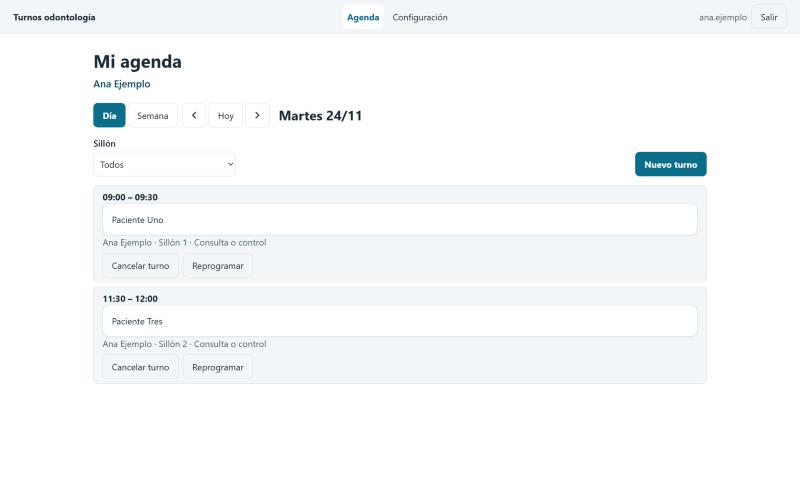 Turnos odontología
Agenda
Configuración
ana.ejemplo
Salir
Mi agenda
Ana Ejemplo
Día
Semana
Hoy
Martes 24/11
Sillón
Todos
Nuevo turno
09:00 – 09:30
Paciente Uno
Ana Ejemplo · Sillón 1 · Consulta o control
Cancelar turno
Reprogramar
11:30 – 12:00
Paciente Tres
Ana Ejemplo · Sillón 2 · Consulta o control
Cancelar turno
Reprogramar